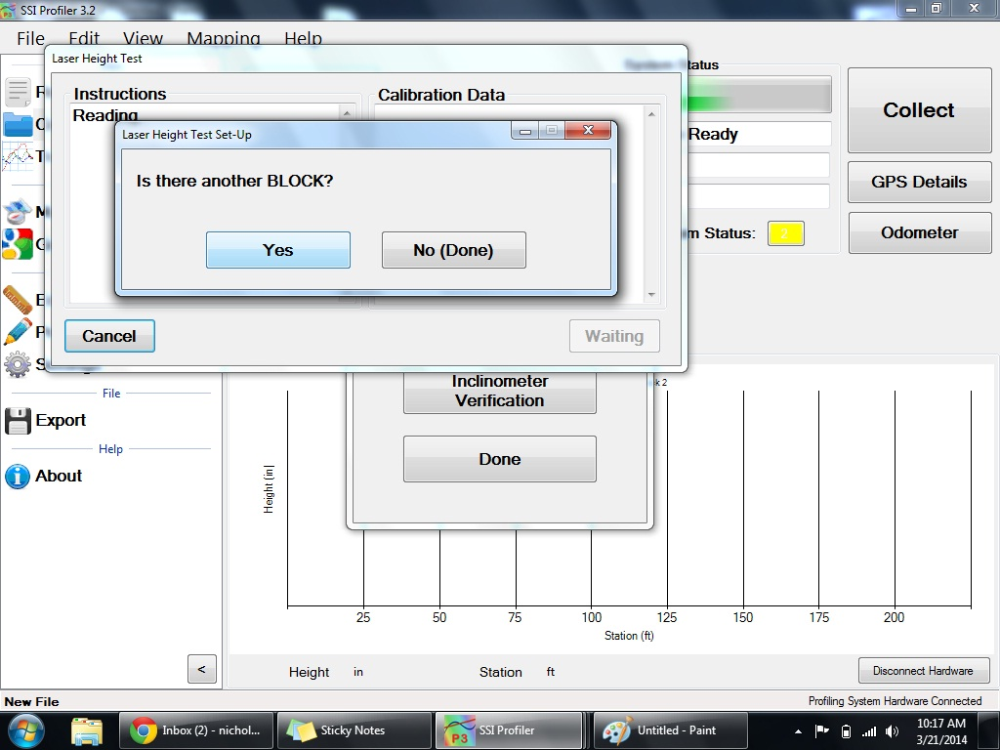 SSI Profiler 3.2
File Edit View Mapping Help
Laser Height Test
Instructions
Reading
Calibration Data
Laser Height Test Set-Up
Is there another BLOCK?
Yes
No (Done)
Cancel
Waiting
Ready
2
Collect
GPS Details
Odometer
Inclinometer
Verification
Done
File
Export
Help
About
<
Height [in]
25 50 75 100 125 150 175 200
Station (ft)
Height in Station ft
Disconnect Hardware
New File
Profiling System Hardware Connected
Inbox (2) - nichol...
Sticky Notes
P3
SSI Profiler
Untitled - Paint
10:17 AM
3/21/2014